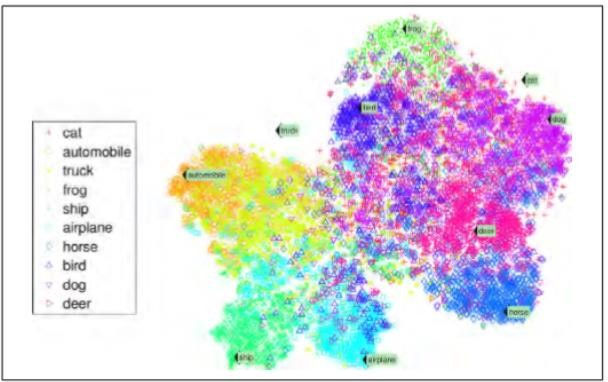 frog
cat
bird
dog
truck
cat
automobile
truck
frog
ship
airplane
horse
bird
dog
deer
automobile
deer
horse
ship
airplane